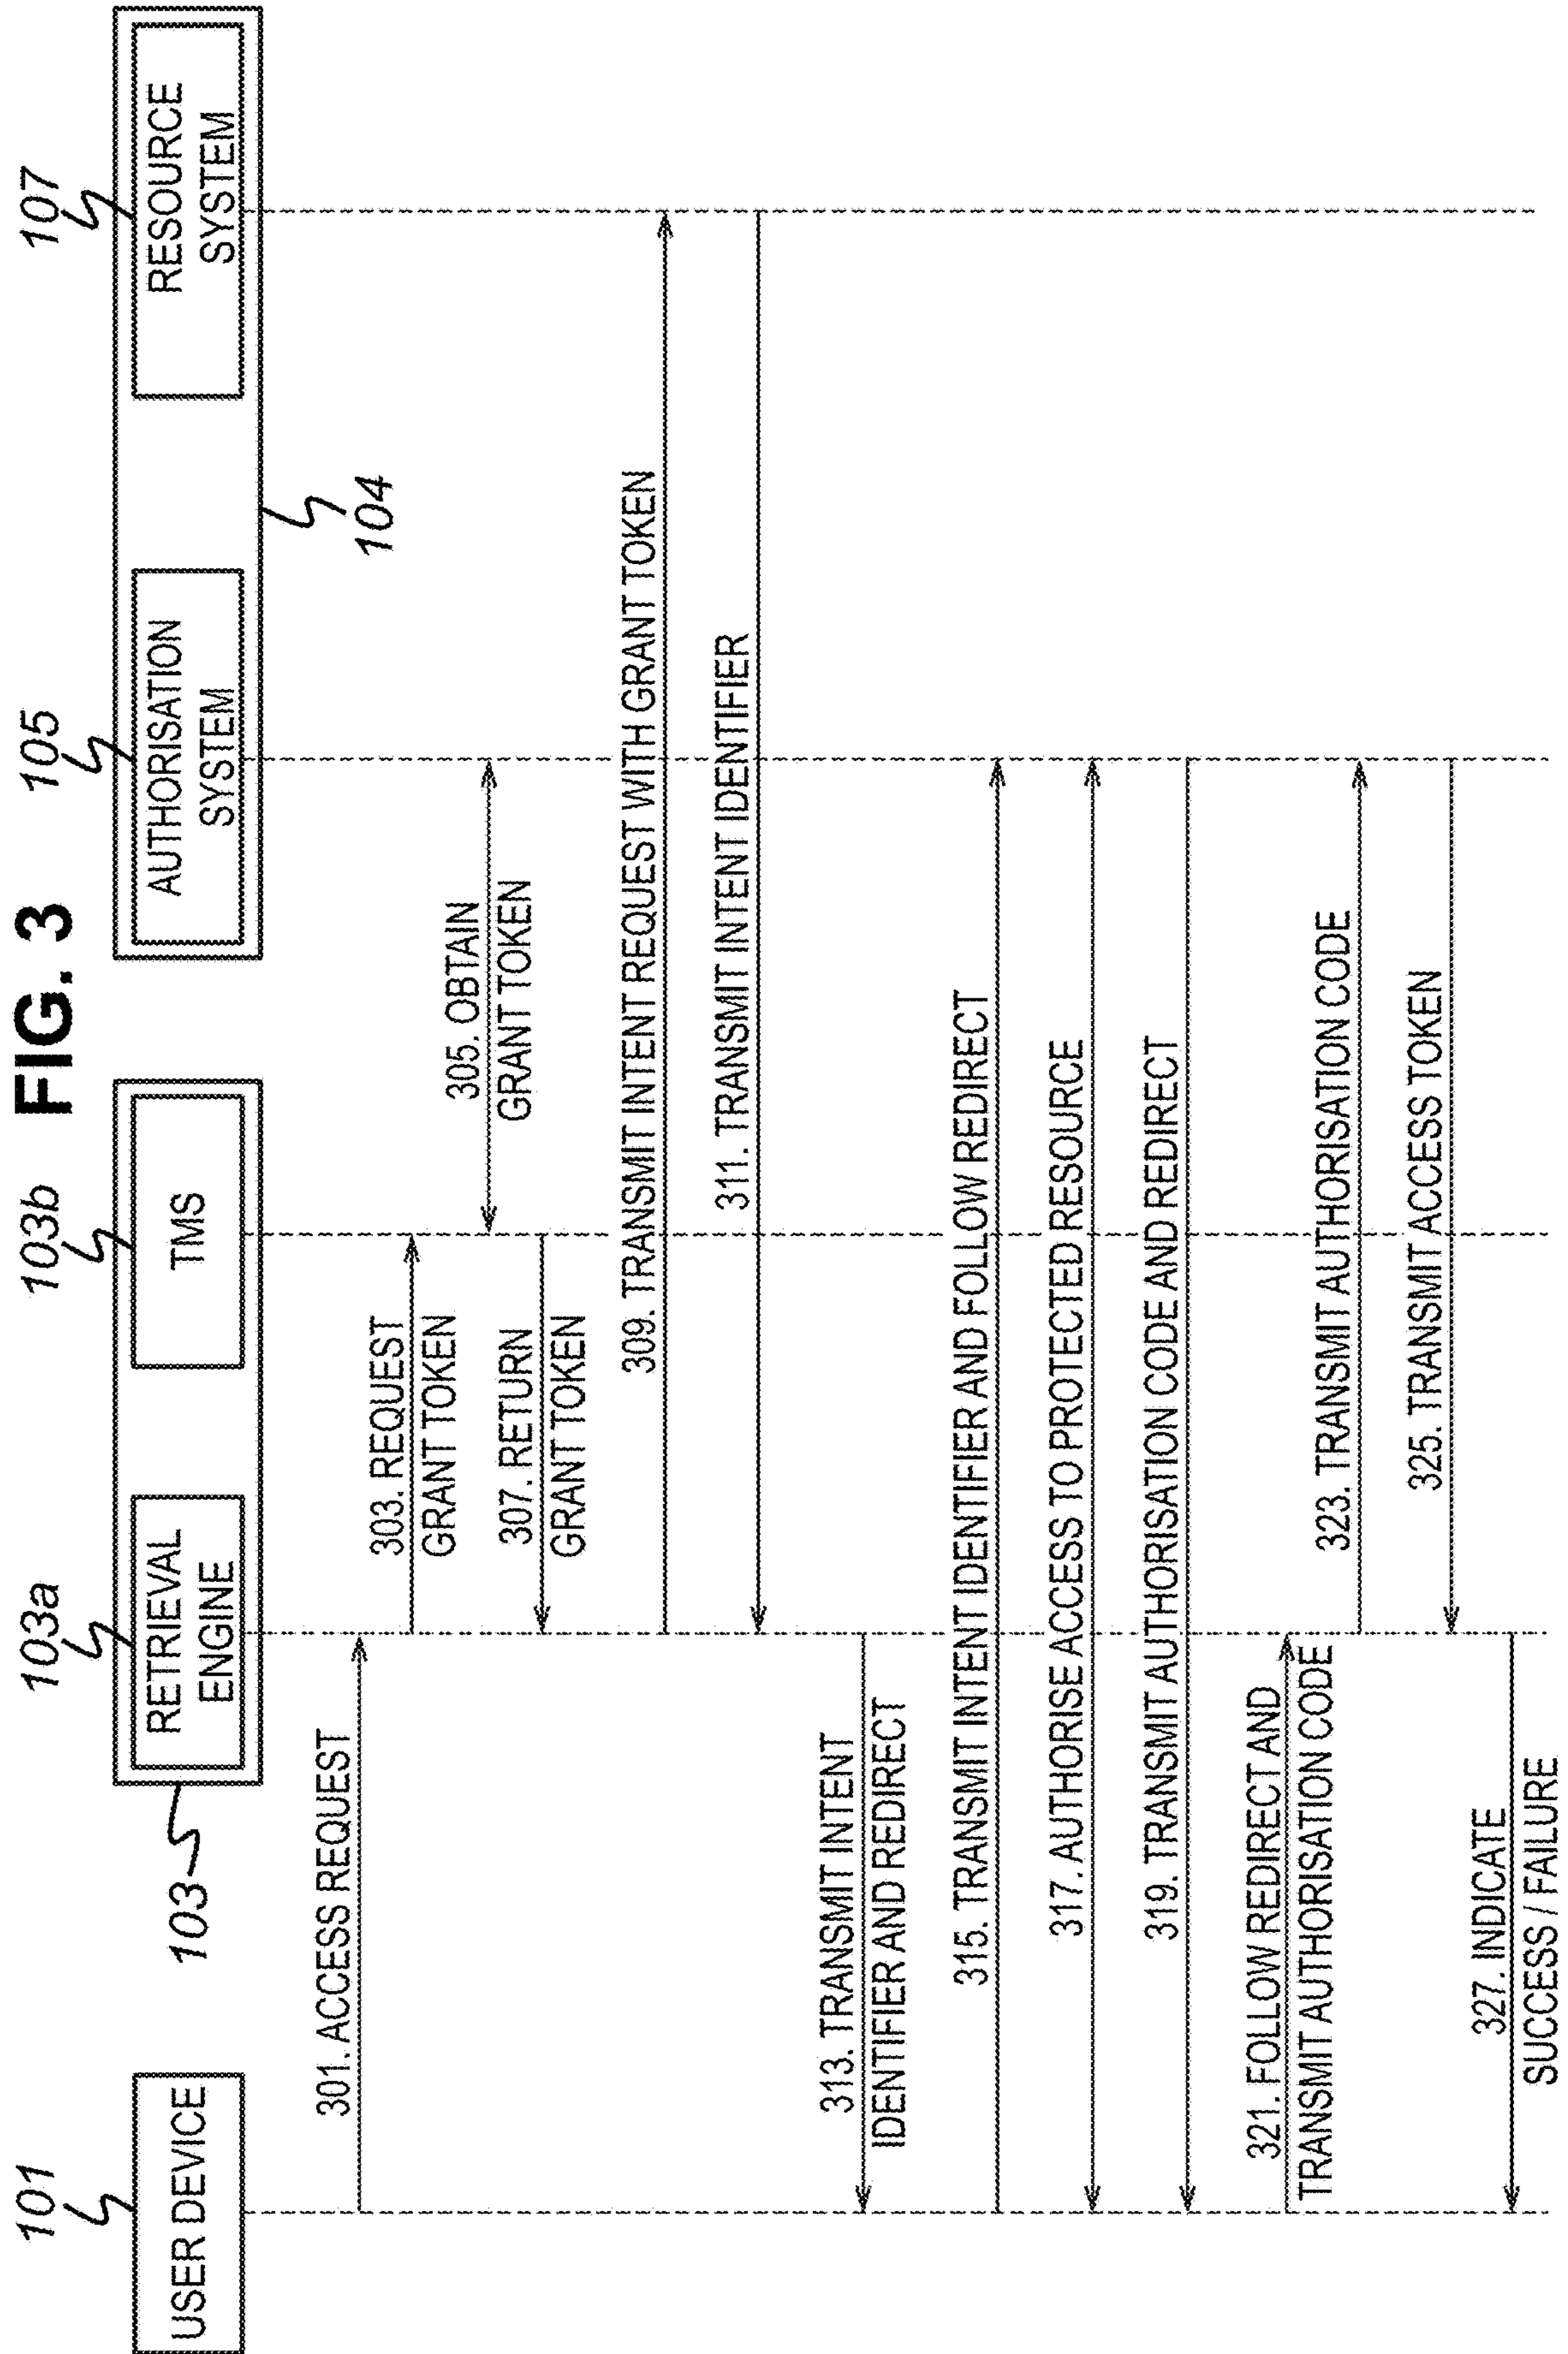 FIG. 3
101
103a
103b
105
107
USER DEVICE
RETRIEVAL
ENGINE
TMS
AUTHORISATION
SYSTEM
RESOURCE
SYSTEM
103
104
301. ACCESS REQUEST
303. REQUEST
GRANT TOKEN
305. OBTAIN
GRANT TOKEN
307. RETURN
GRANT TOKEN
309. TRANSMIT INTENT REQUEST WITH GRANT TOKEN
311. TRANSMIT INTENT IDENTIFIER
313. TRANSMIT INTENT
IDENTIFIER AND REDIRECT
315. TRANSMIT INTENT IDENTIFIER AND FOLLOW REDIRECT
317. AUTHORISE ACCESS TO PROTECTED RESOURCE
319. TRANSMIT AUTHORISATION CODE AND REDIRECT
321. FOLLOW REDIRECT AND
TRANSMIT AUTHORISATION CODE
323. TRANSMIT AUTHORISATION CODE
325. TRANSMIT ACCESS TOKEN
327. INDICATE
SUCCESS / FAILURE